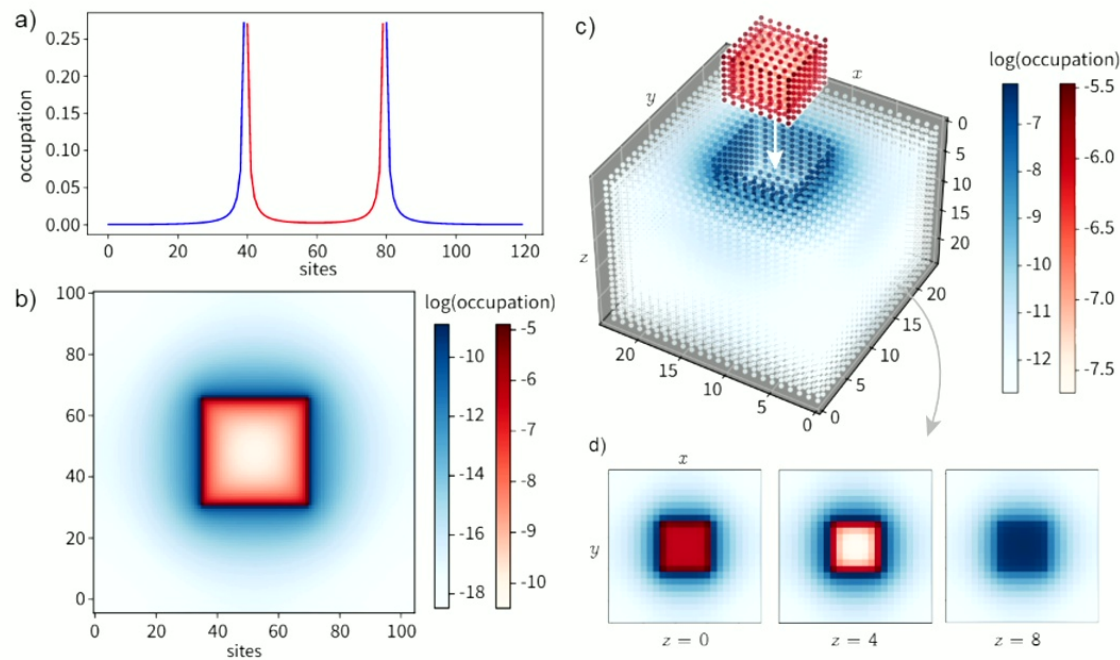 a)
occupation
0.25
0.20
0.15
0.10
0.05
0.00
0 20 40 60 80 100 120
sites
b)
100
80
60
40
20
0
0 20 40 60 80 100
sites
log(occupation)
-10
-12
-14
-16
-18
-5
-6
-7
-8
-9
-10
c)
x
y
z
0
5
10
15
20
20
15
10
5
0
20
15
10
5
0
log(occupation)
-7
-8
-9
-10
-11
-12
-5.5
-6.0
-6.5
-7.0
-7.5
d)
x
y
z = 0 z = 4 z = 8